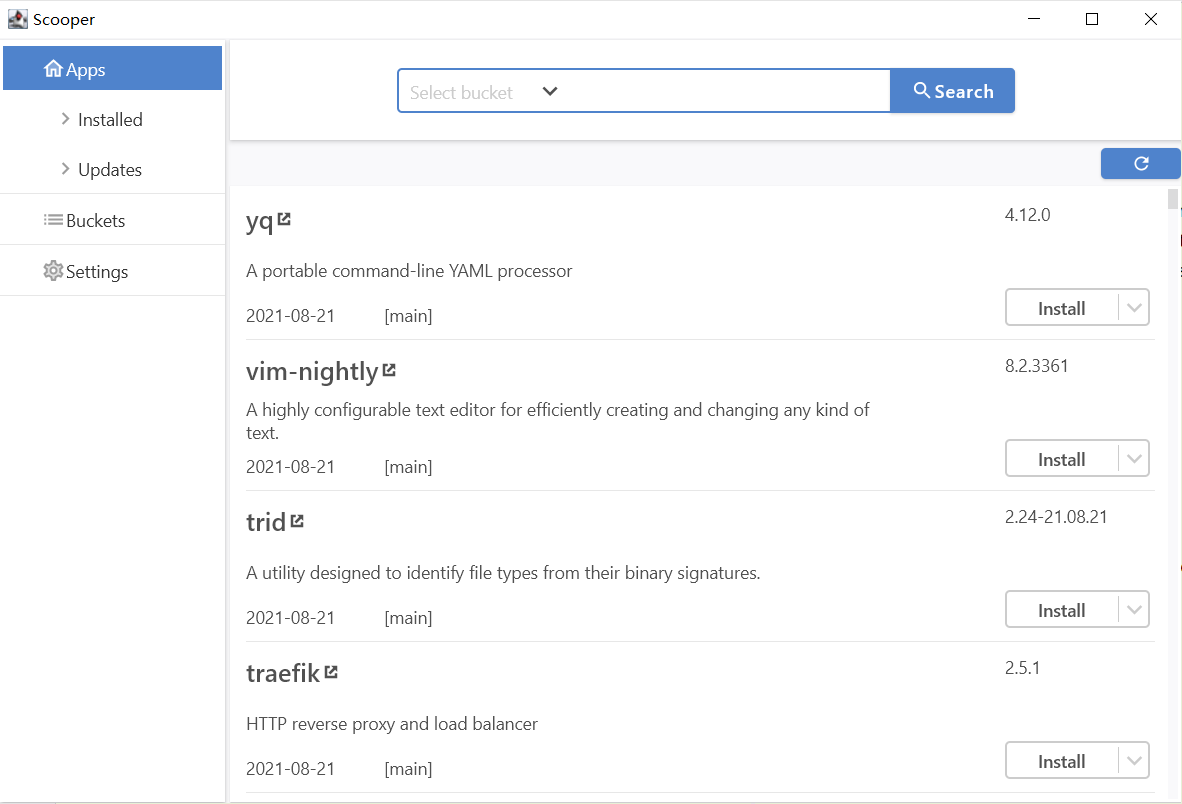 Scooper
Apps
Installed
Updates
Buckets
Settings
Select bucket
Search
yq
4.12.0
A portable command-line YAML processor
2021-08-21 [main]
Install
vim-nightly
8.2.3361
A highly configurable text editor for efficiently creating and changing any kind of
text.
2021-08-21 [main]
Install
trid
2.24-21.08.21
A utility designed to identify file types from their binary signatures.
2021-08-21 [main]
Install
traefik
2.5.1
HTTP reverse proxy and load balancer
2021-08-21 [main]
Install